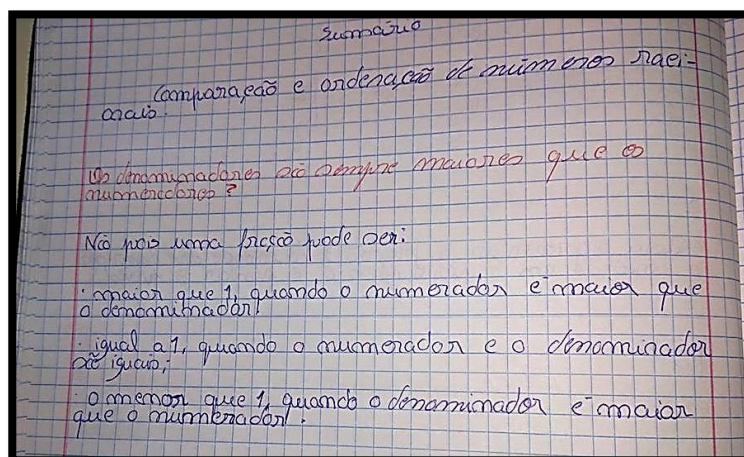 Sumário
Comparação e ordenação de números raci-
onais.
Os denominadores são sempre maiores que os
numeradores?
Não pois uma fração pode ser:
· maior que 1, quando o numerador é maior que
o denominador;
· igual a 1, quando o numerador e o denominador
são iguais;
· o menor que 1, quando o denominador é maior
que o numerador.